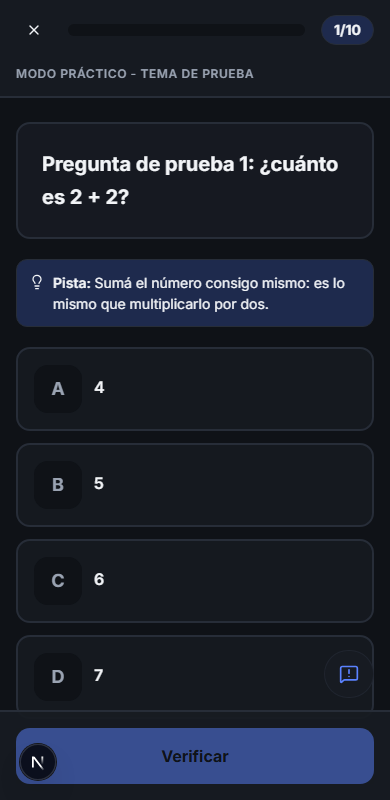 1/10
MODO PRÁCTICO - TEMA DE PRUEBA
Pregunta de prueba 1: ¿cuánto
es 2 + 2?
Pista: Sumá el número consigo mismo: es lo
mismo que multiplicarlo por dos.
A 4
B 5
C 6
D 7
Verificar
N